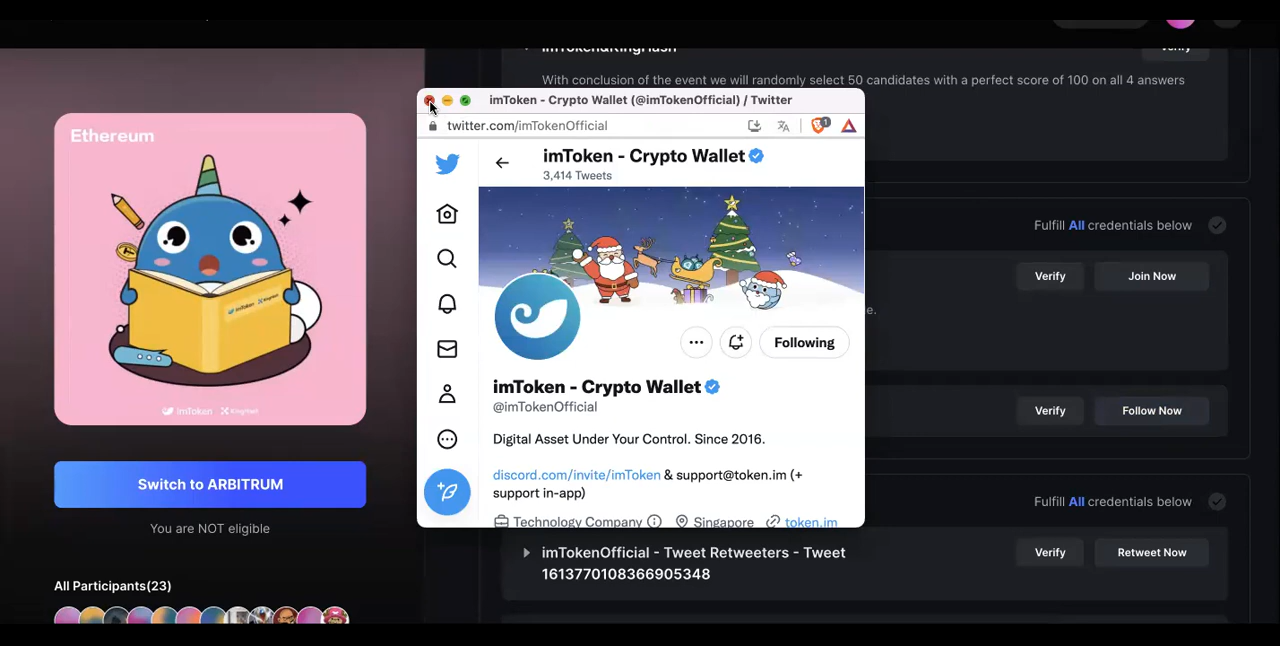 imToken&KingHash
Verify
With conclusion of the event we will randomly select 50 candidates with a perfect score of 100 on all 4 answers
imToken - Crypto Wallet (@imTokenOfficial) / Twitter
twitter.com/imTokenOfficial
1
imToken - Crypto Wallet
3,414 Tweets
Following
imToken - Crypto Wallet
@imTokenOfficial
Digital Asset Under Your Control. Since 2016.
discord.com/invite/imToken & support@token.im (+
support in-app)
Technology Company
Singapore
token.im
Ethereum
imToken KingHash
Switch to ARBITRUM
You are NOT eligible
All Participants(23)
Fulfill All credentials below
Verify
Join Now
e.
Verify
Follow Now
Fulfill All credentials below
imTokenOfficial - Tweet Retweeters - Tweet
1613770108366905348
Verify
Retweet Now